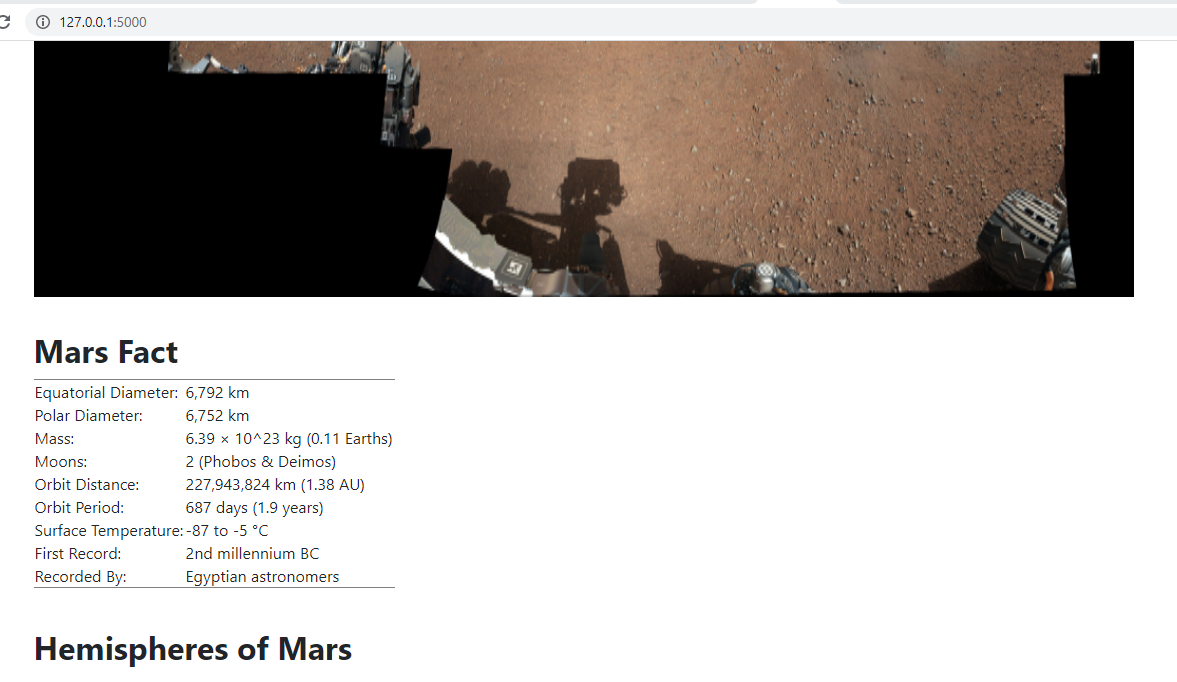 127.0.0.1:5000
Mars Fact
Equatorial Diameter: 6,792 km
Polar Diameter: 6,752 km
Mass: 6.39 × 10^23 kg (0.11 Earths)
Moons: 2 (Phobos & Deimos)
Orbit Distance: 227,943,824 km (1.38 AU)
Orbit Period: 687 days (1.9 years)
Surface Temperature: -87 to -5 °C
First Record: 2nd millennium BC
Recorded By: Egyptian astronomers
Hemispheres of Mars